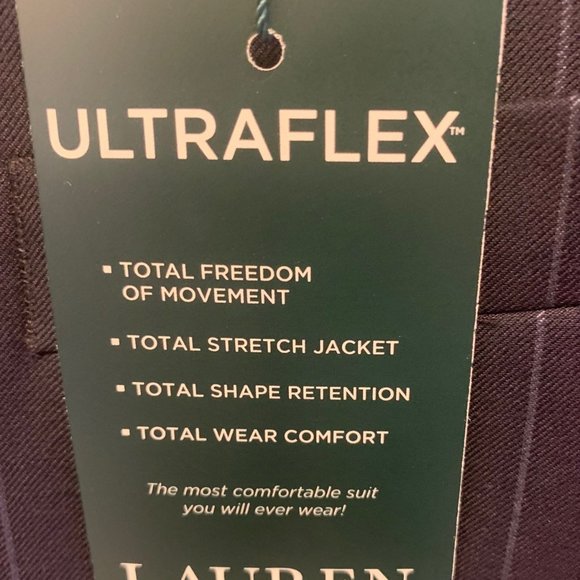 ULTRAFLEX™
▪ TOTAL FREEDOM
OF MOVEMENT
▪ TOTAL STRETCH JACKET
▪ TOTAL SHAPE RETENTION
▪ TOTAL WEAR COMFORT
The most comfortable suit
you will ever wear!
LAUREN